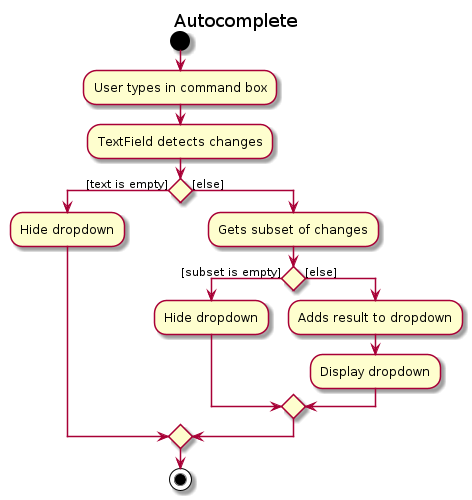 Autocomplete
User types in command box
TextField detects changes
[text is empty]
[else]
Hide dropdown
Gets subset of changes
[subset is empty]
[else]
Hide dropdown
Adds result to dropdown
Display dropdown